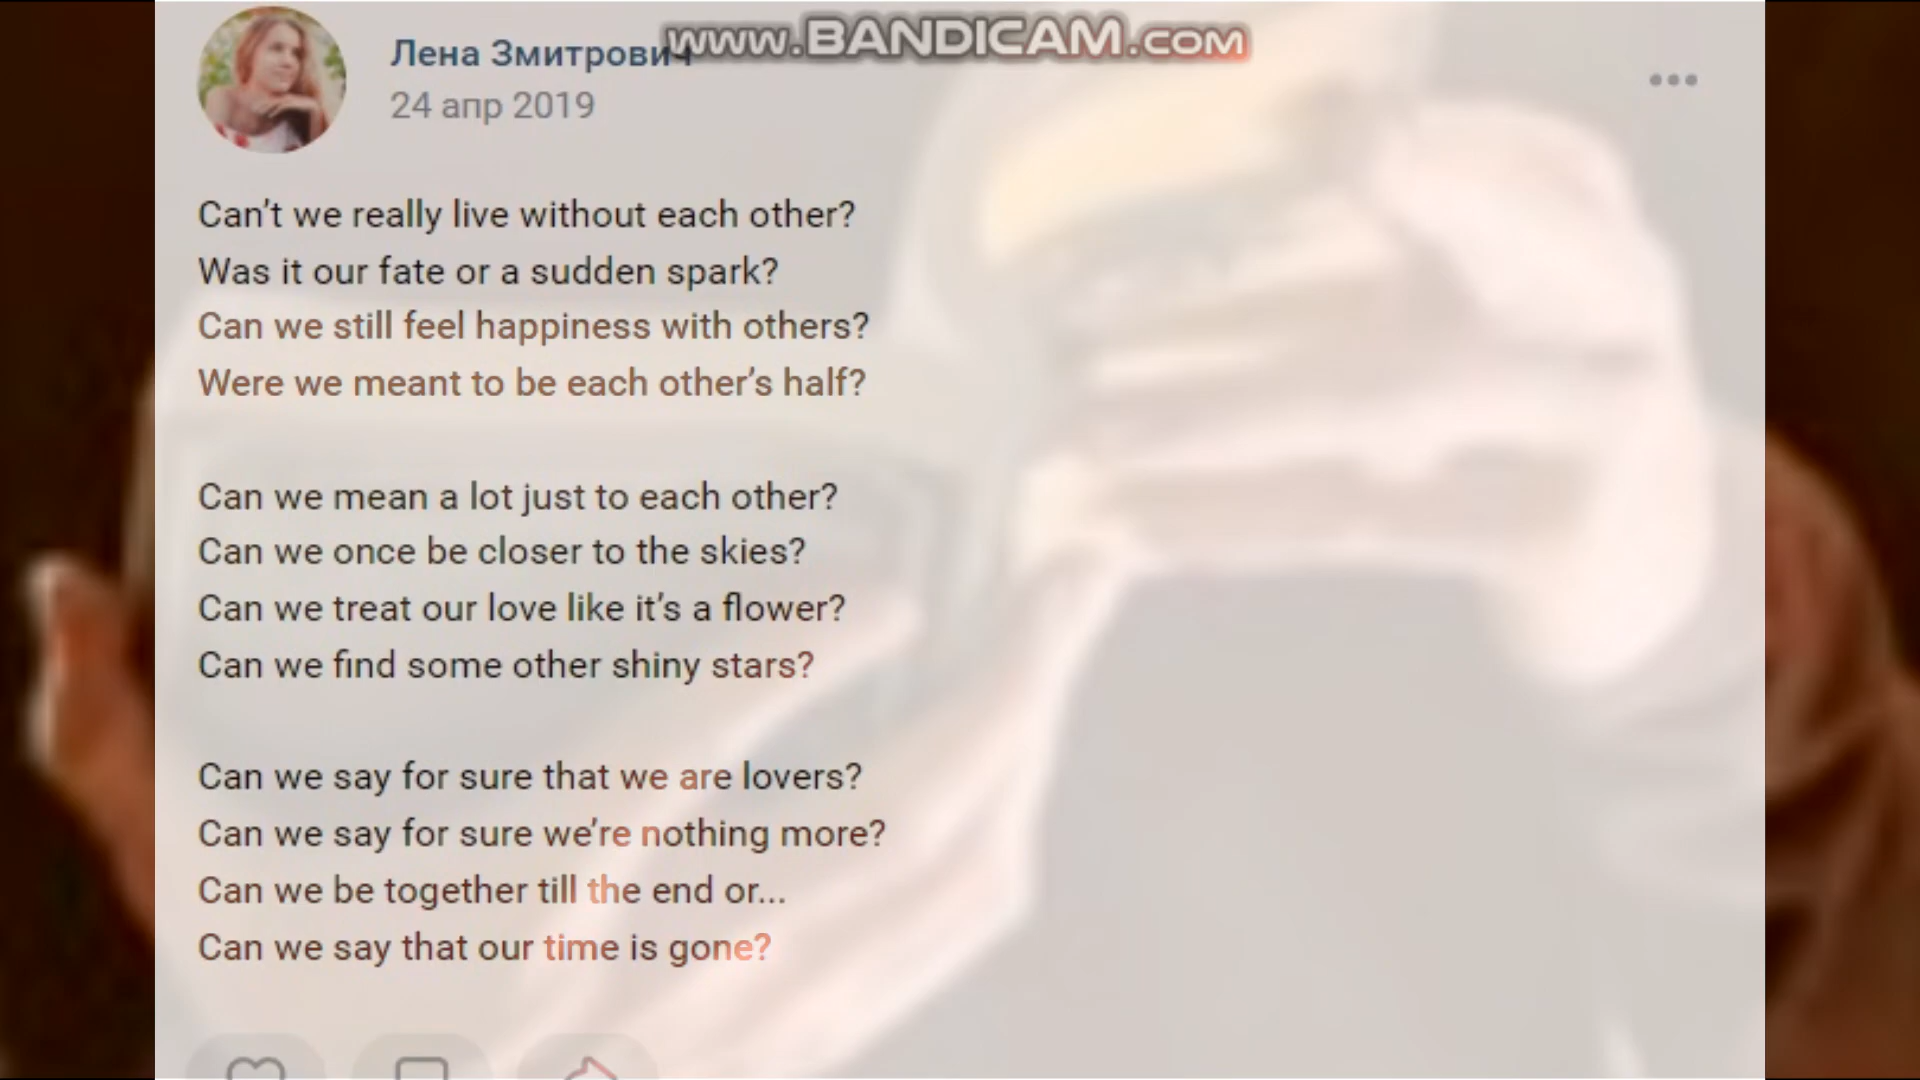 www.BANDICAM.com
Лена Змитрович
24 апр 2019
Can’t we really live without each other?
Was it our fate or a sudden spark?
Can we still feel happiness with others?
Were we meant to be each other’s half?
Can we mean a lot just to each other?
Can we once be closer to the skies?
Can we treat our love like it’s a flower?
Can we find some other shiny stars?
Can we say for sure that we are lovers?
Can we say for sure we’re nothing more?
Can we be together till the end or...
Can we say that our time is gone?